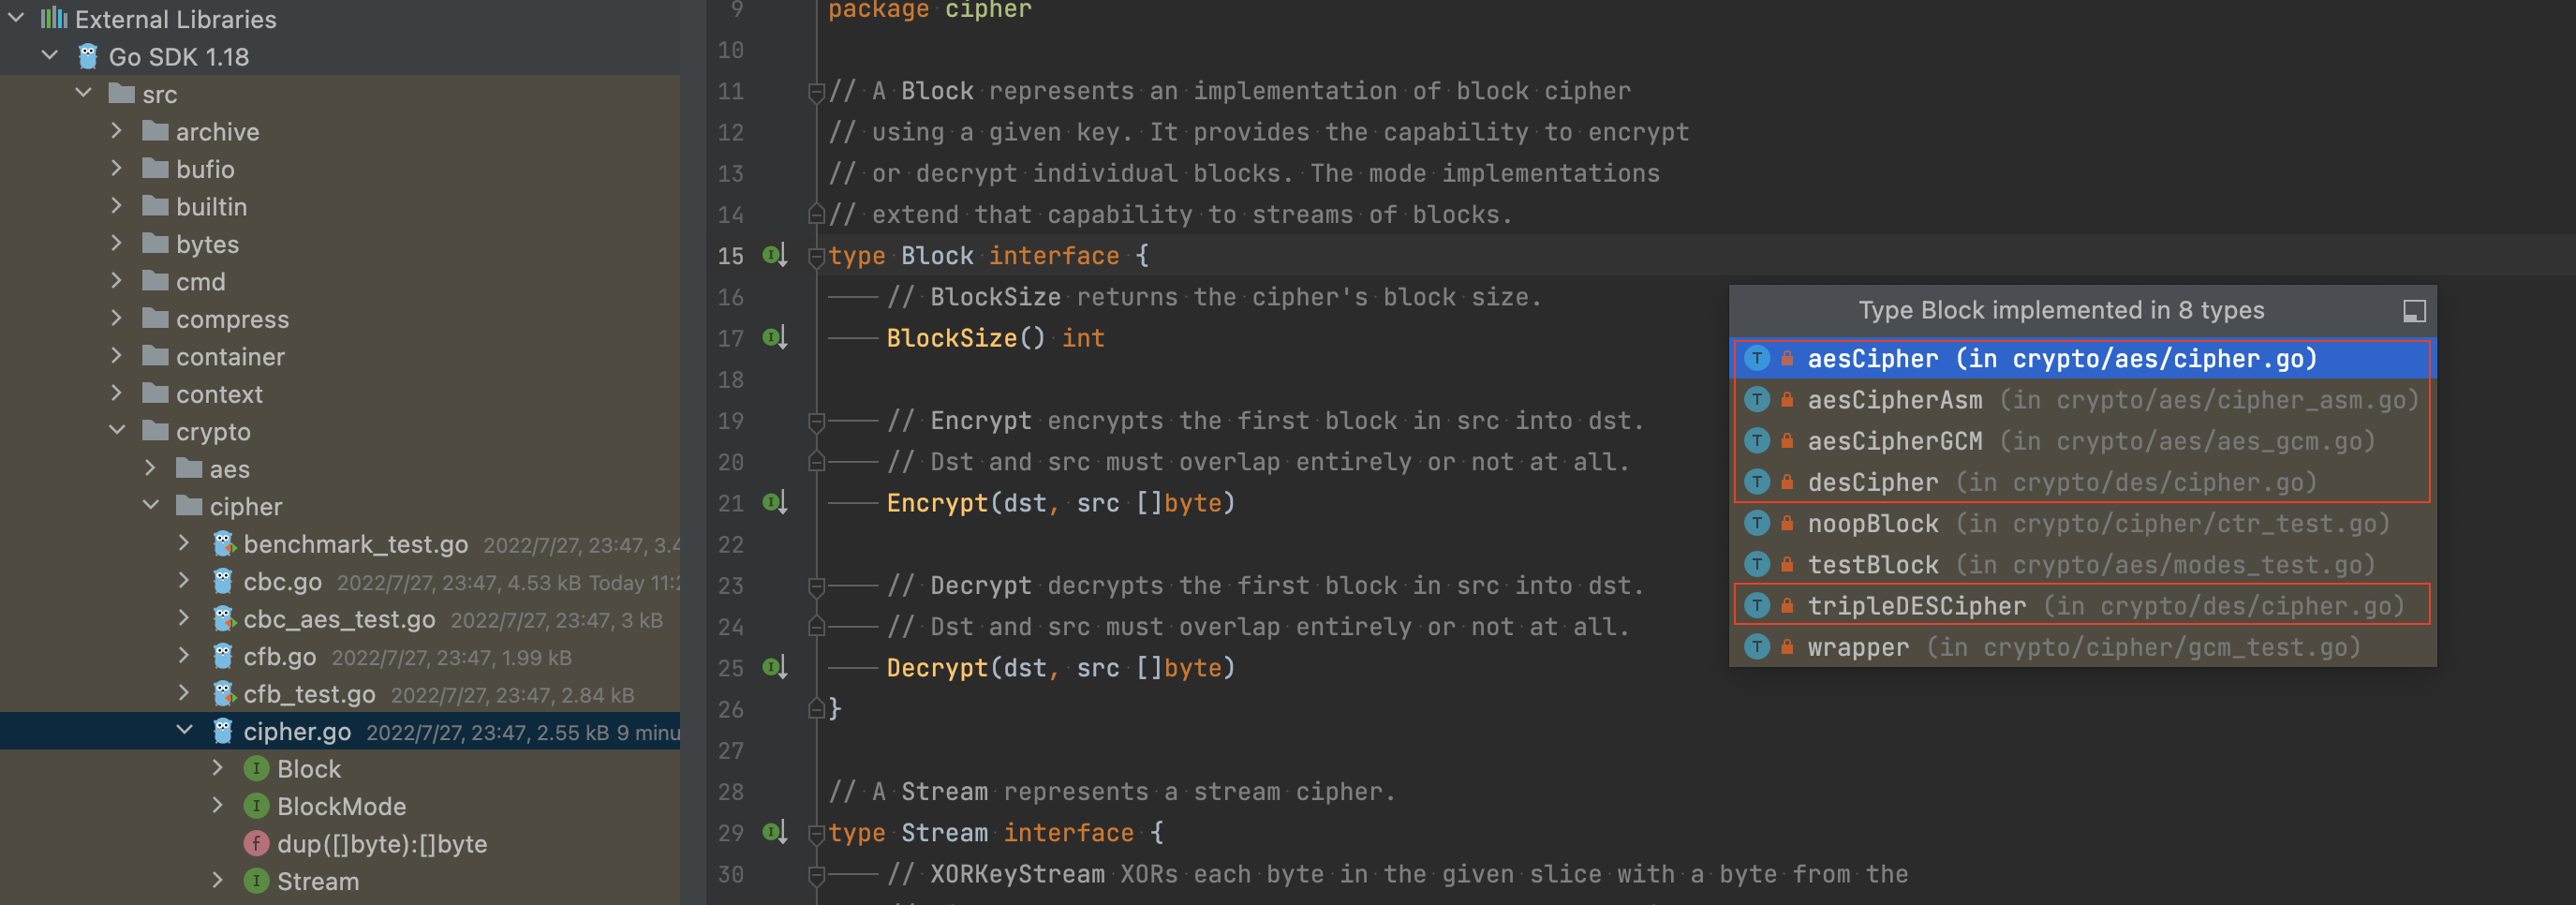 External Libraries
Go SDK 1.18
src
archive
bufio
builtin
bytes
cmd
compress
container
context
crypto
aes
cipher
benchmark_test.go 2022/7/27, 23:47, 3.4
cbc.go 2022/7/27, 23:47, 4.53 kB Today 11:2
cbc_aes_test.go 2022/7/27, 23:47, 3 kB
cfb.go 2022/7/27, 23:47, 1.99 kB
cfb_test.go 2022/7/27, 23:47, 2.84 kB
cipher.go 2022/7/27, 23:47, 2.55 kB 9 minu
Block
BlockMode
dup([]byte):[]byte
Stream
9 package cipher
10
11 // A Block represents an implementation of block cipher
12 // using a given key. It provides the capability to encrypt
13 // or decrypt individual blocks. The mode implementations
14 // extend that capability to streams of blocks.
15 type Block interface {
16 // BlockSize returns the cipher's block size.
17 BlockSize() int
18
19 // Encrypt encrypts the first block in src into dst.
20 // Dst and src must overlap entirely or not at all.
21 Encrypt(dst, src []byte)
22
23 // Decrypt decrypts the first block in src into dst.
24 // Dst and src must overlap entirely or not at all.
25 Decrypt(dst, src []byte)
26 }
27
28 // A Stream represents a stream cipher.
29 type Stream interface {
30 // XORKeyStream XORs each byte in the given slice with a byte from the
Type Block implemented in 8 types
aesCipher (in crypto/aes/cipher.go)
aesCipherAsm (in crypto/aes/cipher_asm.go)
aesCipherGCM (in crypto/aes/aes_gcm.go)
desCipher (in crypto/des/cipher.go)
noopBlock (in crypto/cipher/ctr_test.go)
testBlock (in crypto/aes/modes_test.go)
tripleDESCipher (in crypto/des/cipher.go)
wrapper (in crypto/cipher/gcm_test.go)